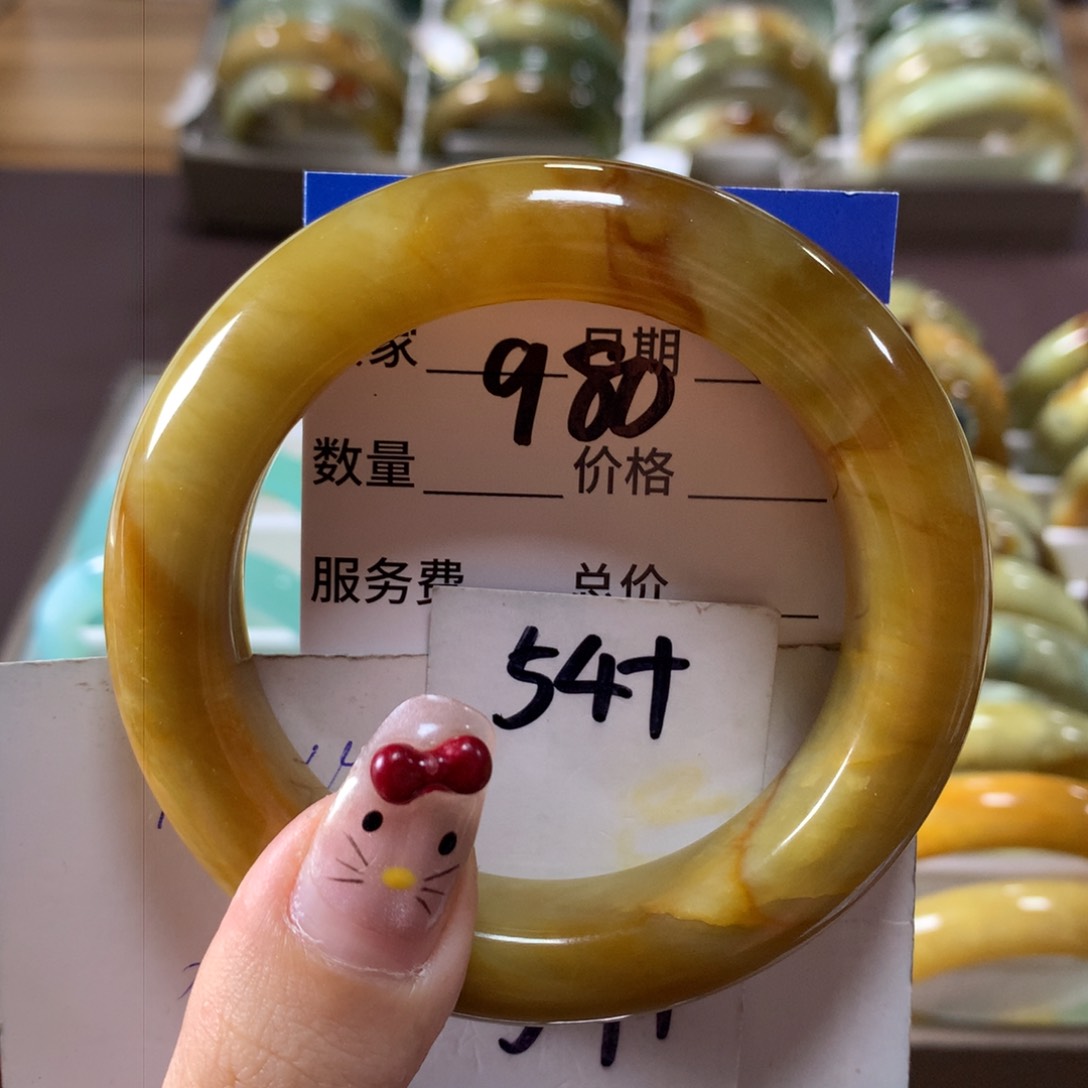 家 日期
980
数量 价格
服务费 总价
54+